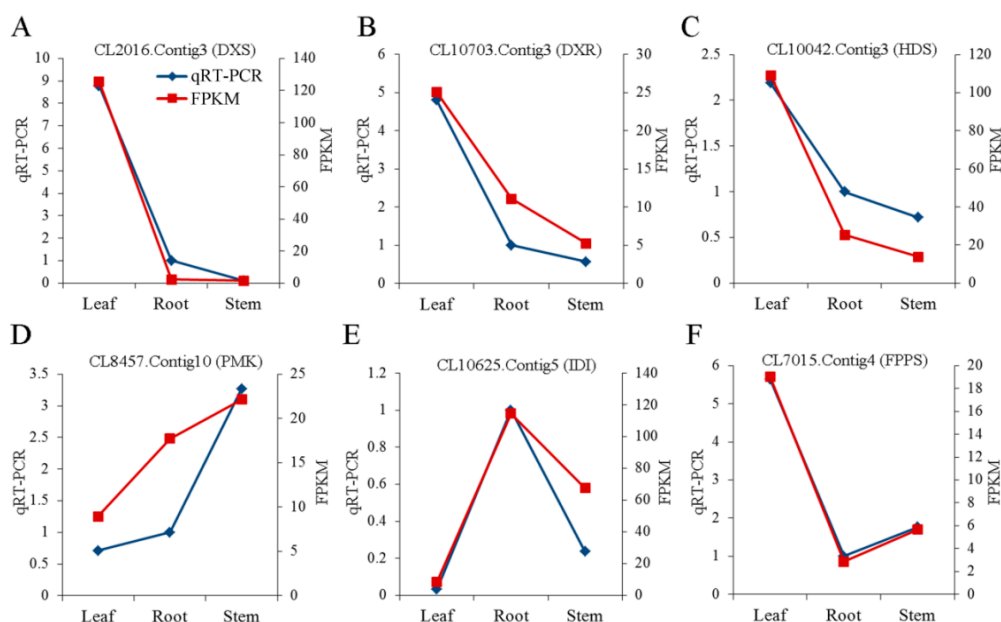 A
CL2016.Contig3 (DXS)
qRT-PCR
FPKM
10
9
8
7
6
5
4
3
2
1
0
140
120
100
80
60
40
20
0
qRT-PCR
FPKM
Leaf Root Stem
B
CL10703.Contig3 (DXR)
6
5
4
3
2
1
0
30
25
20
15
10
5
0
qRT-PCR
FPKM
Leaf Root Stem
C
CL10042.Contig3 (HDS)
2.5
2
1.5
1
0.5
0
120
100
80
60
40
20
0
qRT-PCR
FPKM
Leaf Root Stem
D
CL8457.Contig10 (PMK)
3.5
3
2.5
2
1.5
1
0.5
0
25
20
15
10
5
0
qRT-PCR
FPKM
Leaf Root Stem
E
CL10625.Contig5 (IDI)
1.2
1
0.8
0.6
0.4
0.2
0
140
120
100
80
60
40
20
0
qRT-PCR
FPKM
Leaf Root Stem
F
CL7015.Contig4 (FPPS)
6
5
4
3
2
1
0
20
18
16
14
12
10
8
6
4
2
0
qRT-PCR
FPKM
Leaf Root Stem